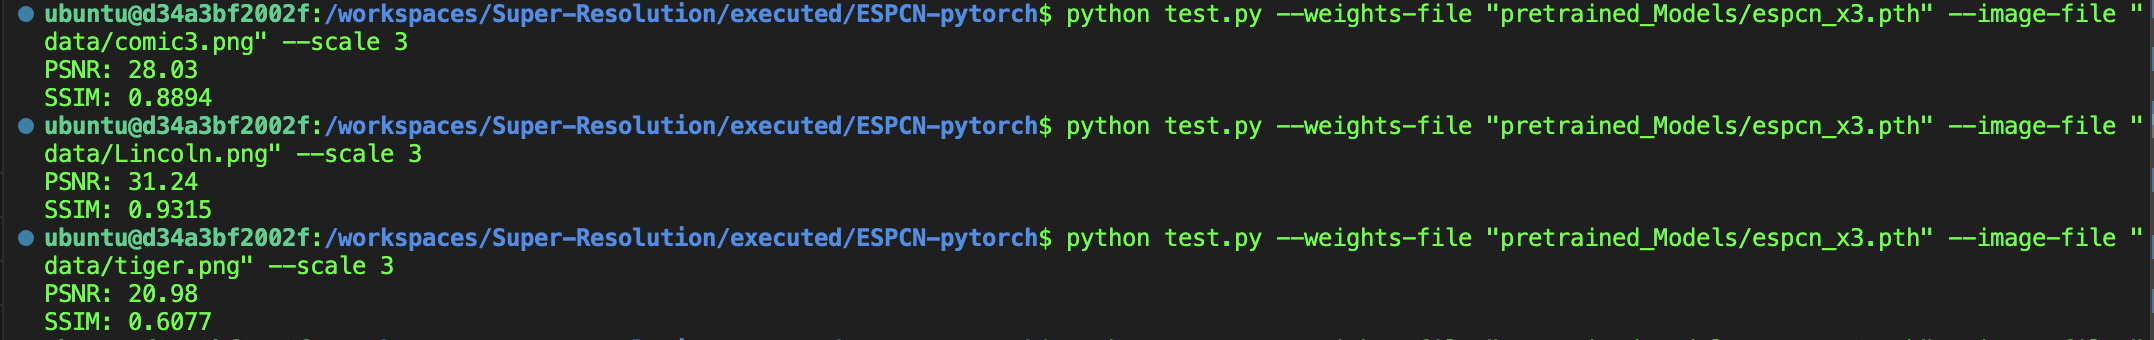 ubuntu@d34a3bf2002f:/workspaces/Super-Resolution/executed/ESPCN-pytorch$ python test.py --weights-file "pretrained_Models/espcn_x3.pth" --image-file "
data/comic3.png" --scale 3
PSNR: 28.03
SSIM: 0.8894
ubuntu@d34a3bf2002f:/workspaces/Super-Resolution/executed/ESPCN-pytorch$ python test.py --weights-file "pretrained_Models/espcn_x3.pth" --image-file "
data/Lincoln.png" --scale 3
PSNR: 31.24
SSIM: 0.9315
ubuntu@d34a3bf2002f:/workspaces/Super-Resolution/executed/ESPCN-pytorch$ python test.py --weights-file "pretrained_Models/espcn_x3.pth" --image-file "
data/tiger.png" --scale 3
PSNR: 20.98
SSIM: 0.6077